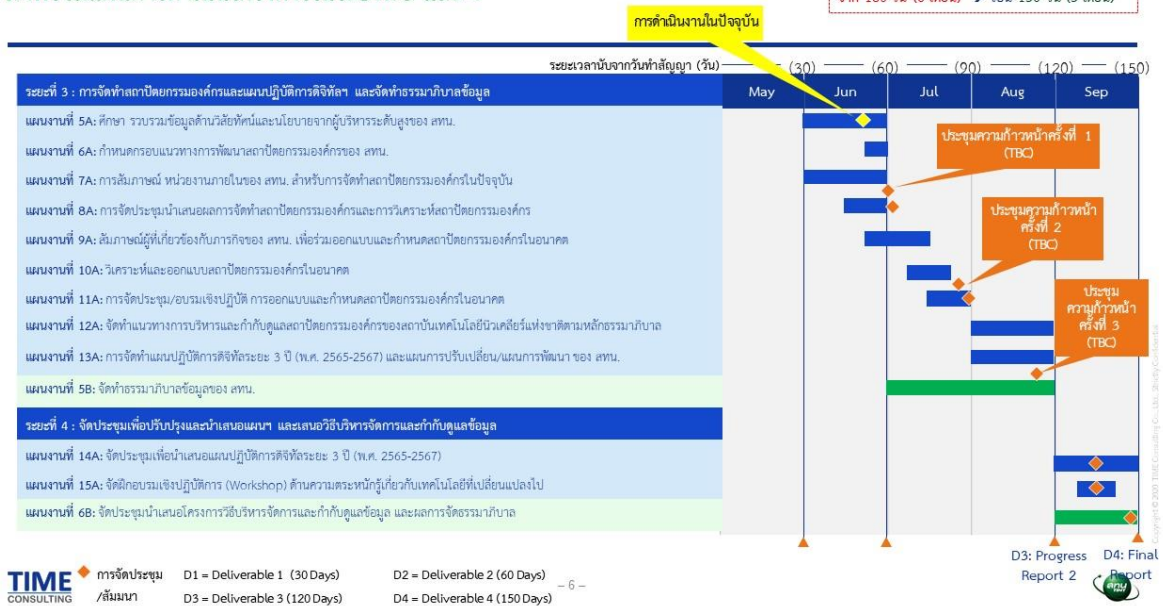 การดำเนินงานในปัจจุบัน
ระยะเวลานับจากวันทำสัญญา (วัน) (30) (60) (90) (120) (150)
ระยะที่ 3 : การจัดทำสถาปัตยกรรมองค์กรและแผนปฏิบัติการดิจิทัลฯ และจัดทำธรรมาภิบาลข้อมูล May Jun Jul Aug Sep
แผนงานที่ 5A: ศึกษา รวบรวมข้อมูลด้านวิสัยทัศน์และนโยบายจากผู้บริหารระดับสูงของ สทน.
ประชุมความก้าวหน้าครั้งที่ 1
(TBC)
แผนงานที่ 6A: กำหนดกรอบแนวทางการพัฒนาสถาปัตยกรรมองค์กรของ สทน.
แผนงานที่ 7A: การสัมภาษณ์ หน่วยงานภายในของ สทน. สำหรับการจัดทำสถาปัตยกรรมองค์กรในปัจจุบัน
แผนงานที่ 8A: การจัดประชุมนำเสนอผลการจัดทำสถาปัตยกรรมองค์กรและการวิเคราะห์สถาปัตยกรรมองค์กร
ประชุมความก้าวหน้า
ครั้งที่ 2
(TBC)
แผนงานที่ 9A: สัมภาษณ์ผู้ที่เกี่ยวข้องกับภารกิจของ สทน. เพื่อร่วมออกแบบและกำหนดสถาปัตยกรรมองค์กรในอนาคต
แผนงานที่ 10A: วิเคราะห์และออกแบบสถาปัตยกรรมองค์กรในอนาคต
แผนงานที่ 11A: การจัดประชุม/อบรมเชิงปฏิบัติ การออกแบบและกำหนดสถาปัตยกรรมองค์กรในอนาคต
ประชุม
ความก้าวหน้า
ครั้งที่ 3
(TBC)
แผนงานที่ 12A: จัดทำแนวทางการบริหารและกำกับดูแลสถาปัตยกรรมองค์กรของสถาบันเทคโนโลยีนิวเคลียร์แห่งชาติตามหลักธรรมาภิบาล
แผนงานที่ 13A: การจัดทำแผนปฏิบัติการดิจิทัลระยะ 3 ปี (พ.ศ. 2565-2567) และแผนการปรับเปลี่ยน/แผนการพัฒนา ของ สทน.
แผนงานที่ 5B: จัดทำธรรมาภิบาลข้อมูลของ สทน.
ระยะที่ 4 : จัดประชุมเพื่อปรับปรุงและนำเสนอแผนฯ และเสนอวิธีบริหารจัดการและกำกับดูแลข้อมูล
แผนงานที่ 14A: จัดประชุมเพื่อนำเสนอแผนปฏิบัติการดิจิทัลระยะ 3 ปี (พ.ศ. 2565-2567)
แผนงานที่ 15A: จัดฝึกอบรมเชิงปฏิบัติการ (Workshop) ด้านความตระหนักรู้เกี่ยวกับเทคโนโลยีที่เปลี่ยนแปลงไป
แผนงานที่ 6B: จัดประชุมนำเสนอโครงการวิธีบริหารจัดการและกำกับดูแลข้อมูล และผลการจัดธรรมาภิบาล
D3: Progress
Report 2
D4: Final
Report
TIME
CONSULTING
การจัดประชุม
/สัมมนา
D1 = Deliverable 1 (30 Days) D2 = Deliverable 2 (60 Days)
D3 = Deliverable 3 (120 Days) D4 = Deliverable 4 (150 Days)
– 6 –
Copyright © 2020 TIME Consulting Co., Ltd. Strictly Confidential